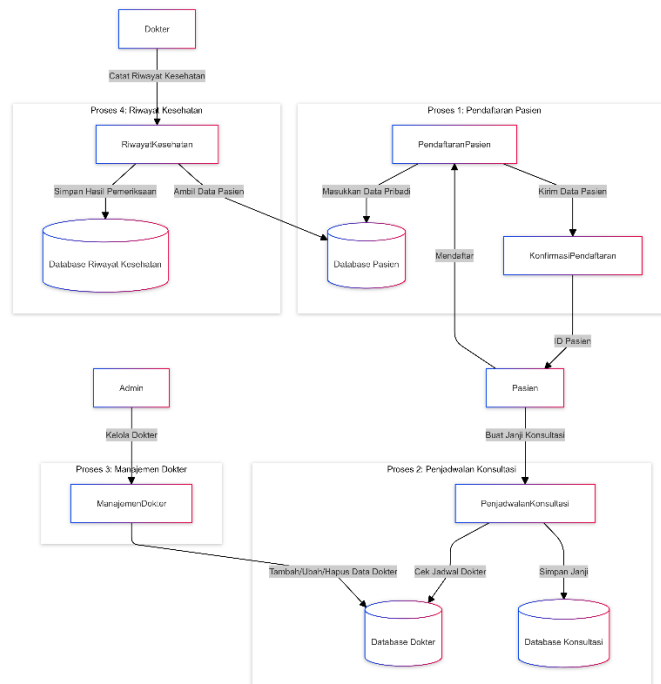 Dokter
Catat Riwayat Kesehatan
Proses 4: Riwayat Kesehatan
Proses 1: Pendaftaran Pasien
RiwayatKesehatan
PendaftaranPasien
Simpan Hasil Pemeriksaan
Ambil Data Pasien
Masukkan Data Pribadi
Kirim Data Pasien
Database Riwayat Kesehatan
Database Pasien
Mendaftar
KonfirmasiPendaftaran
ID Pasien
Admin
Pasien
Kelola Dokter
Buat Janji Konsultasi
Proses 3: Manajemen Dokter
Proses 2: Penjadwalan Konsultasi
ManajemenDokter
PenjadwalanKonsultasi
Tambah/Ubah/Hapus Data Dokter
Cek Jadwal Dokter
Simpan Janji
Database Dokter
Database Konsultasi